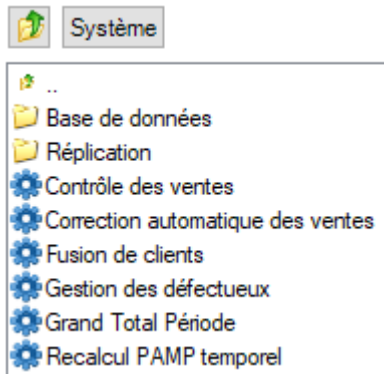 Système
..
Base de données
Réplication
Contrôle des ventes
Correction automatique des ventes
Fusion de clients
Gestion des défectueux
Grand Total Période
Recalcul PAMP temporel